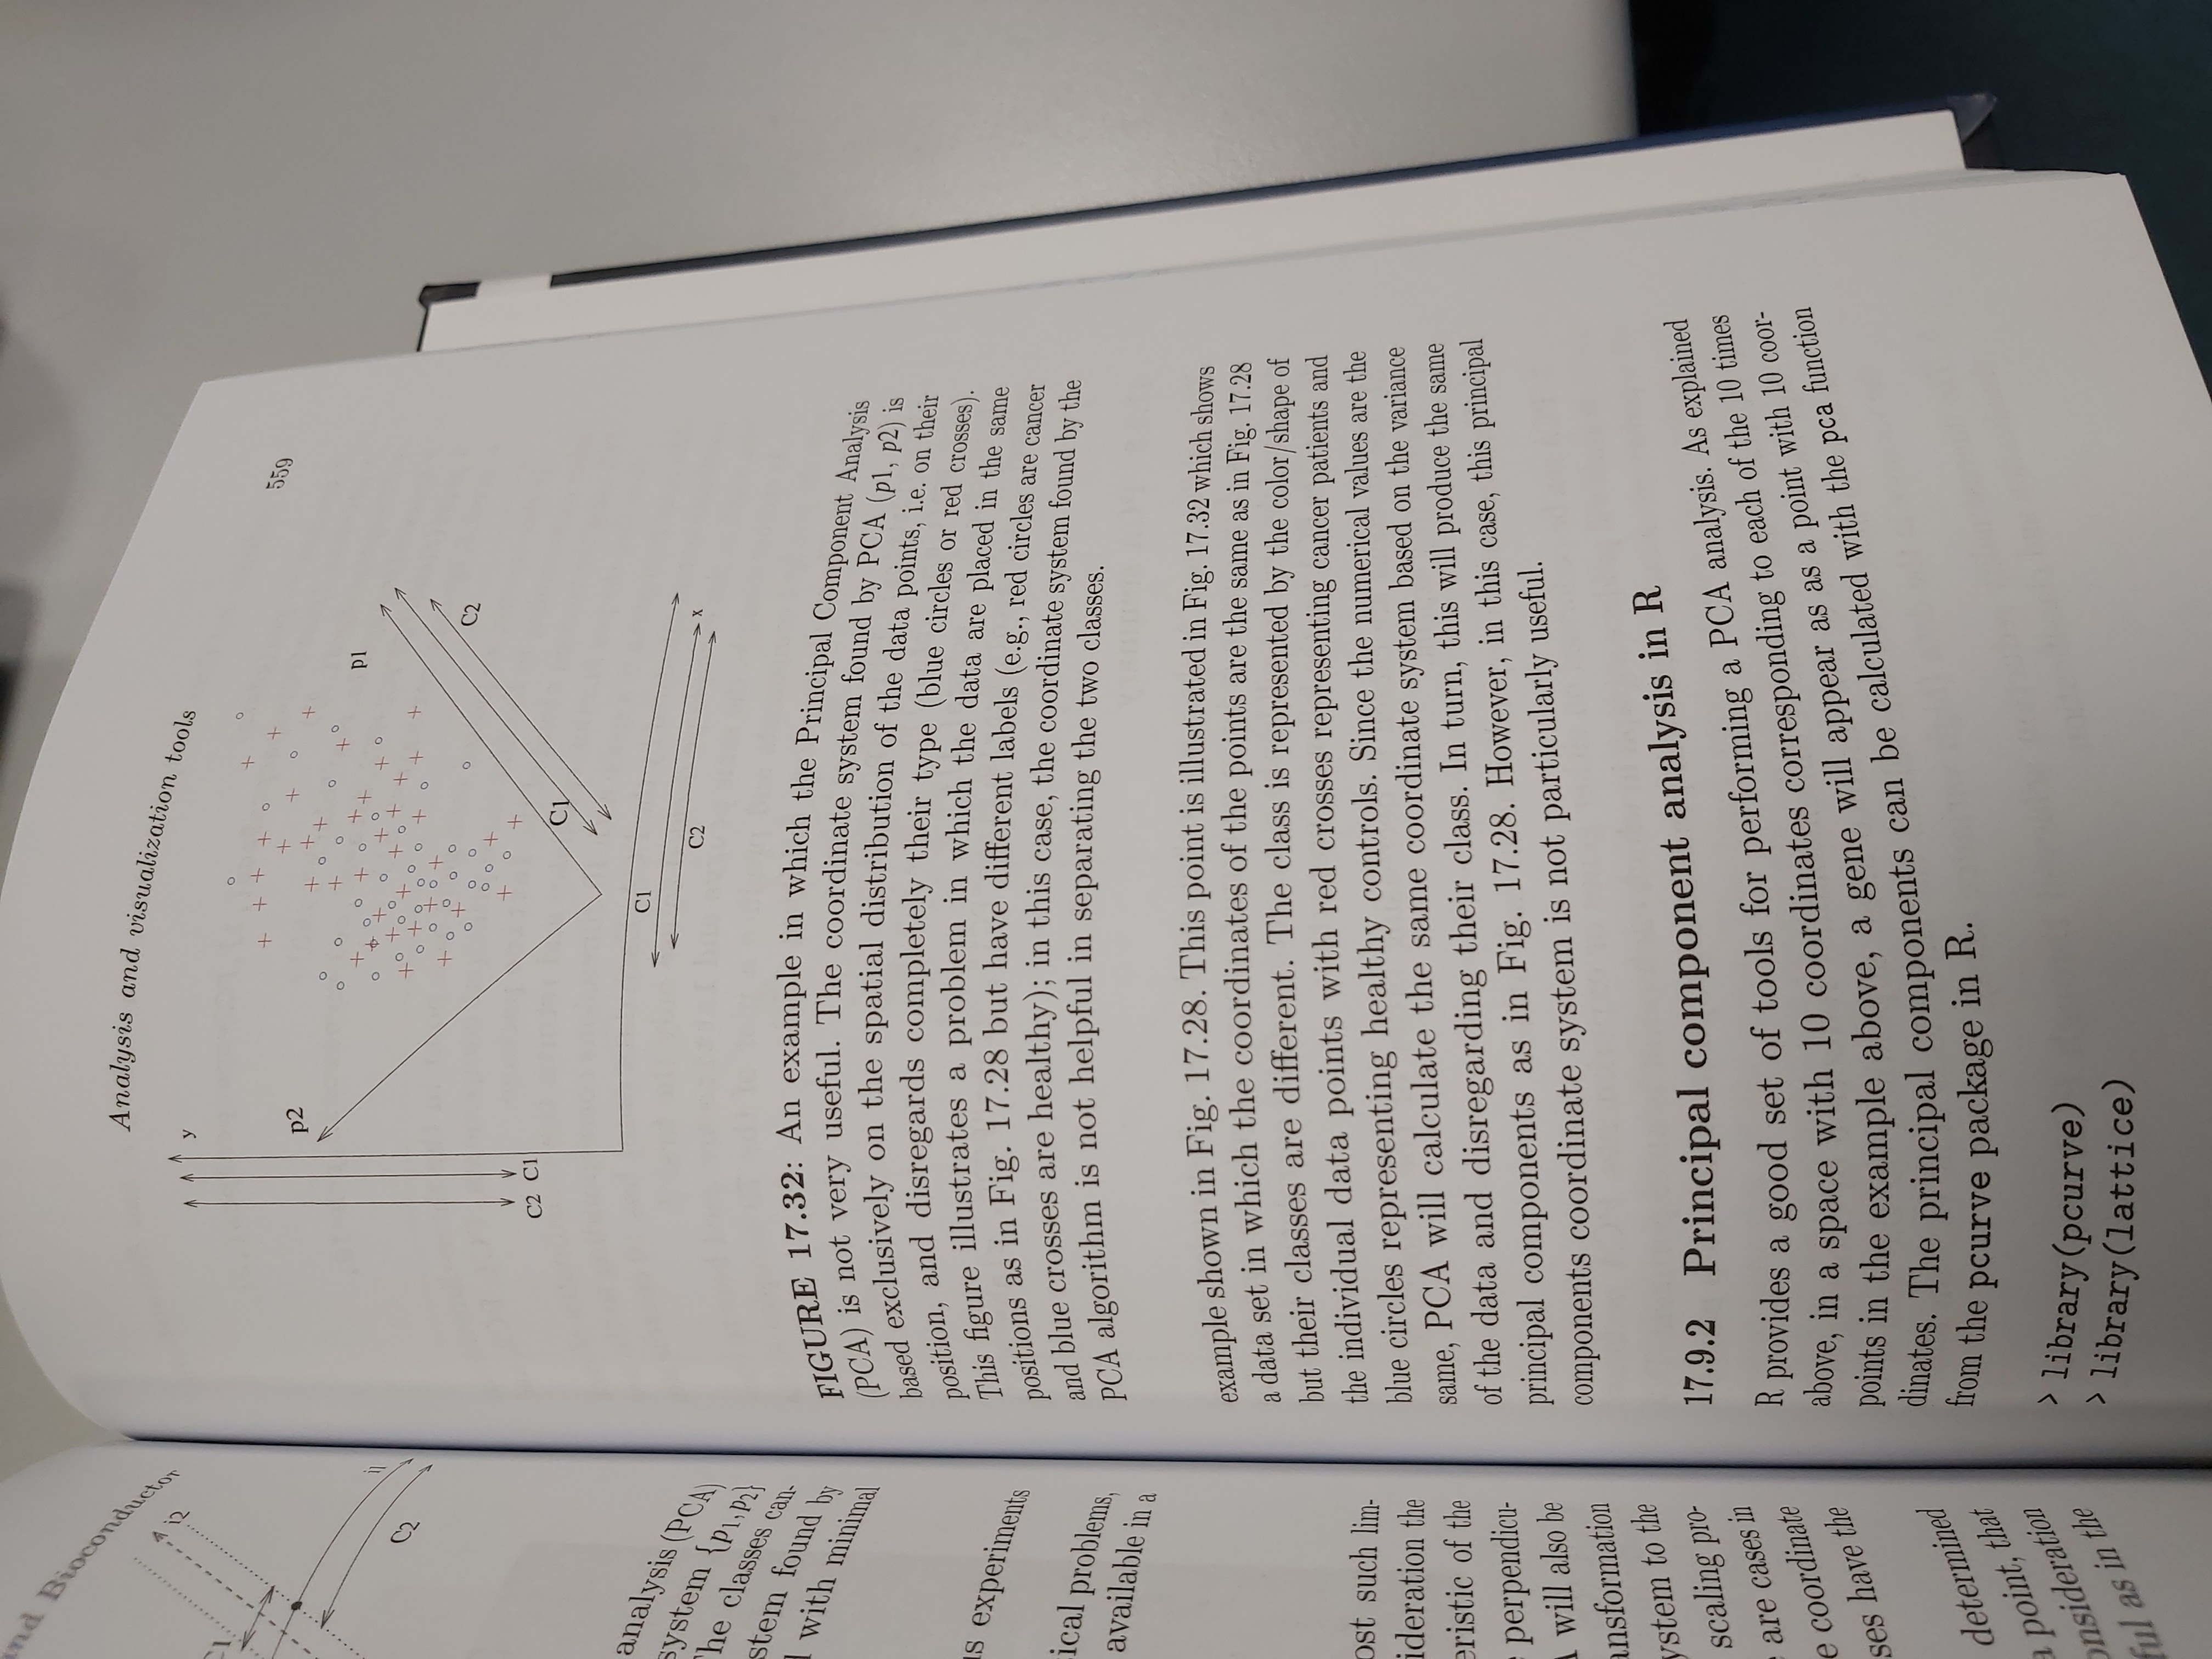 and Bioconductor
i2
C1
i1
C2
analysis (PCA)
system {p1,p2}
The classes can-
stem found by
with minimal
us experiments
ical problems,
available in a
ost such lim-
ideration the
eristic of the
perpendicu-
will also be
ansformation
ystem to the
scaling pro-
are cases in
e coordinate
ses have the
determined
a point, that
onsideration
ful as in the
Analysis and visualization tools
559
y
p2
p1
C2
C2 C1
C1
C1
x
C2
FIGURE 17.32: An example in which the Principal Component Analysis
(PCA) is not very useful. The coordinate system found by PCA (p1, p2) is
based exclusively on the spatial distribution of the data points, i.e. on their
position, and disregards completely their type (blue circles or red crosses).
This figure illustrates a problem in which the data are placed in the same
positions as in Fig. 17.28 but have different labels (e.g., red circles are cancer
and blue crosses are healthy); in this case, the coordinate system found by the
PCA algorithm is not helpful in separating the two classes.
example shown in Fig. 17.28. This point is illustrated in Fig. 17.32 which shows
a data set in which the coordinates of the points are the same as in Fig. 17.28
but their classes are different. The class is represented by the color/shape of
the individual data points with red crosses representing cancer patients and
blue circles representing healthy controls. Since the numerical values are the
same, PCA will calculate the same coordinate system based on the variance
of the data and disregarding their class. In turn, this will produce the same
principal components as in Fig. 17.28. However, in this case, this principal
components coordinate system is not particularly useful.
17.9.2 Principal component analysis in R
R provides a good set of tools for performing a PCA analysis. As explained
above, in a space with 10 coordinates corresponding to each of the 10 times
points in the example above, a gene will appear as as a point with 10 coor-
dinates. The principal components can be calculated with the pca function
from the pcurve package in R.
> library(pcurve)
> library(lattice)